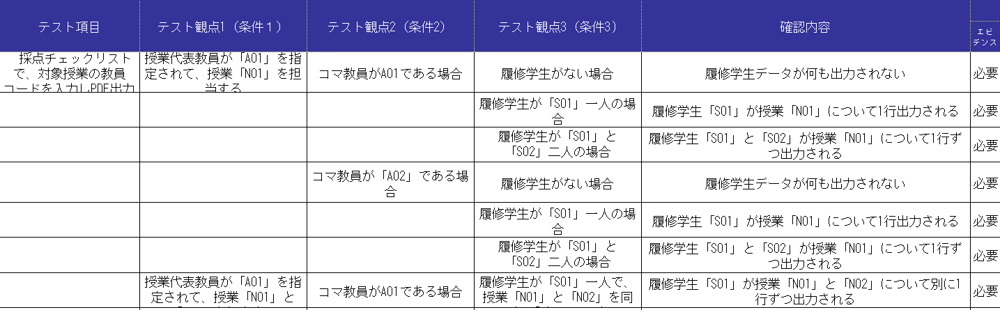 テスト項目
テスト観点1（条件１）
テスト観点2（条件2）
テスト観点3（条件3）
確認内容
エビ
デンス
採点チェックリスト
で、対象授業の教員
コードを入力しPDF出力
授業代表教員が「A01」を指
定されて、授業「N01」を担
当する
コマ教員がA01である場合
履修学生がない場合
履修学生データが何も出力されない
必要
履修学生が「S01」一人の場
合
履修学生「S01」が授業「N01」について1行出力される
必要
履修学生が「S01」と
「S02」二人の場合
履修学生「S01」と「S02」が授業「N01」について1行ず
つ出力される
必要
コマ教員が「A02」である場
合
履修学生がない場合
履修学生データが何も出力されない
必要
履修学生が「S01」一人の場
合
履修学生「S01」が授業「N01」について1行出力される
必要
履修学生が「S01」と
「S02」二人の場合
履修学生「S01」と「S02」が授業「N01」について1行ず
つ出力される
必要
授業代表教員が「A01」を指
定されて、授業「N01」と
コマ教員がA01である場合
履修学生が「S01」一人で、
授業「N01」と「N02」を同
履修学生「S01」が授業「N01」と「N02」について別に1
行ずつ出力される
必要